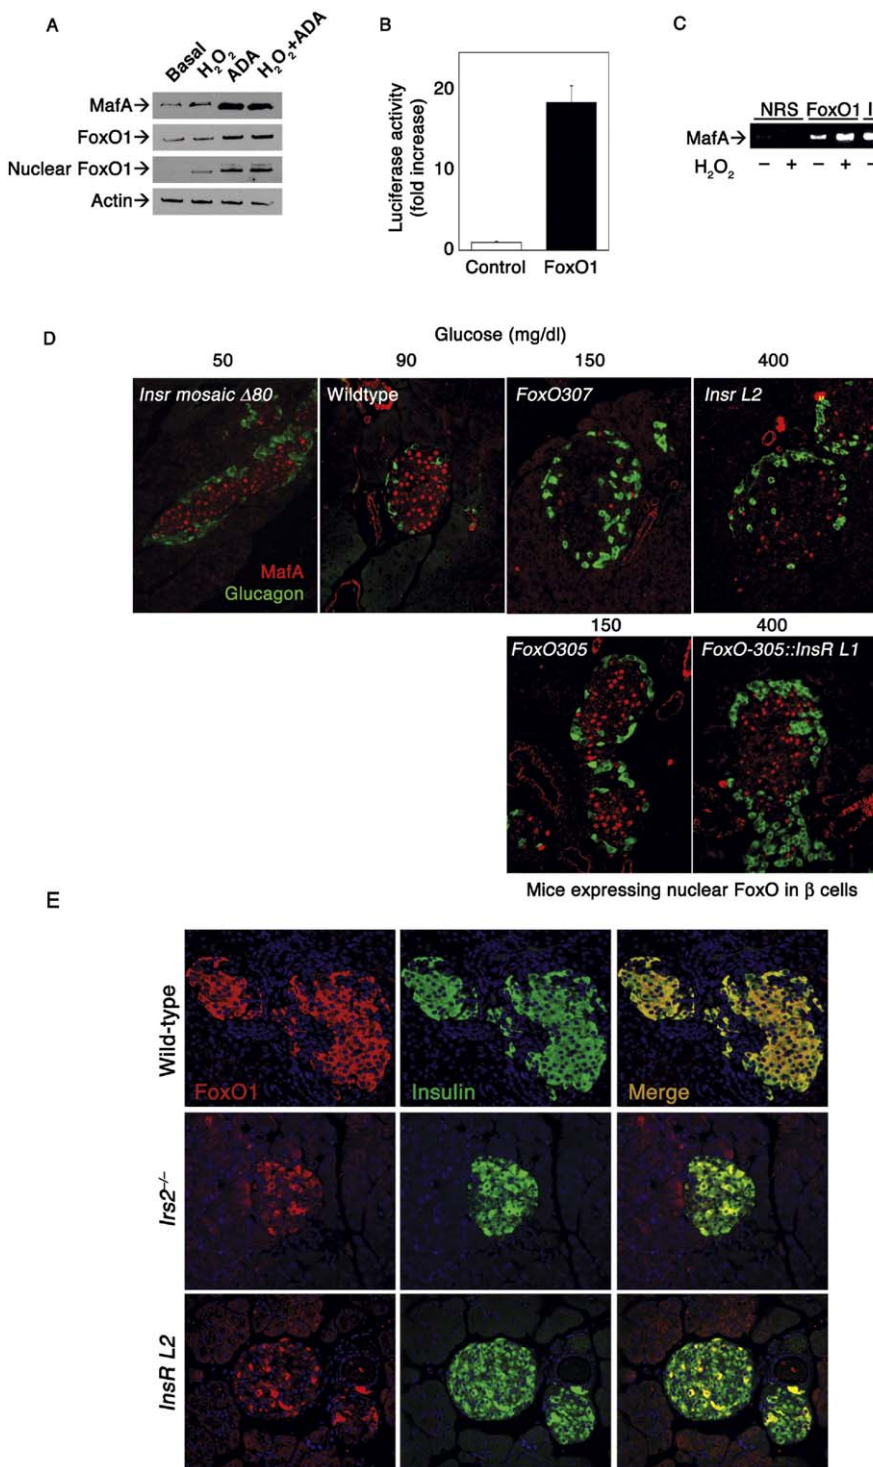 A
Basal
H2O2
ADA
H2O2+ADA
MafA→
FoxO1→
Nuclear FoxO1→
Actin→
B
Luciferase activity
(fold increase)
20
10
0
Control FoxO1
C
NRS FoxO1 I
MafA→
H2O2 – + – + –
D
Glucose (mg/dl)
50 90 150 400
Insr mosaic Δ80 Wildtype FoxO307 Insr L2
MafA
Glucagon
150 400
FoxO305 FoxO-305::InsR L1
Mice expressing nuclear FoxO in β cells
E
Wild-type
FoxO1 Insulin Merge
Irs2-/-
InsR L2